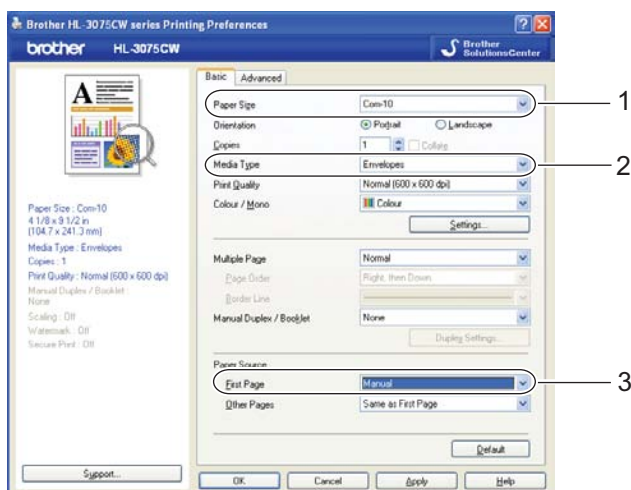 Brother HL-3075CW series Printing Preferences
brother HL-3075CW
Brother
SolutionsCenter
A
Paper Size : Com-10
4 1/8 x 9 1/2 in
(104.7 x 241.3 mm)
Media Type : Envelopes
Copies : 1
Print Quality : Normal (600 x 600 dpi)
Manual Duplex / Booklet
None
Scaling : Off
Watermark : Off
Secure Print : Off
Support...
Basic Advanced
Paper Size Com-10 1
Orientation Portrait Landscape
Copies 1 Collate
Media Type Envelopes 2
Print Quality Normal (600 x 600 dpi)
Colour / Mono Colour
Settings...
Multiple Page Normal
Page Order Right, then Down
Border Line
Manual Duplex / Booklet None
Duplex Settings...
Paper Source
First Page Manual 3
Other Pages Same as First Page
Default
OK Cancel Apply Help